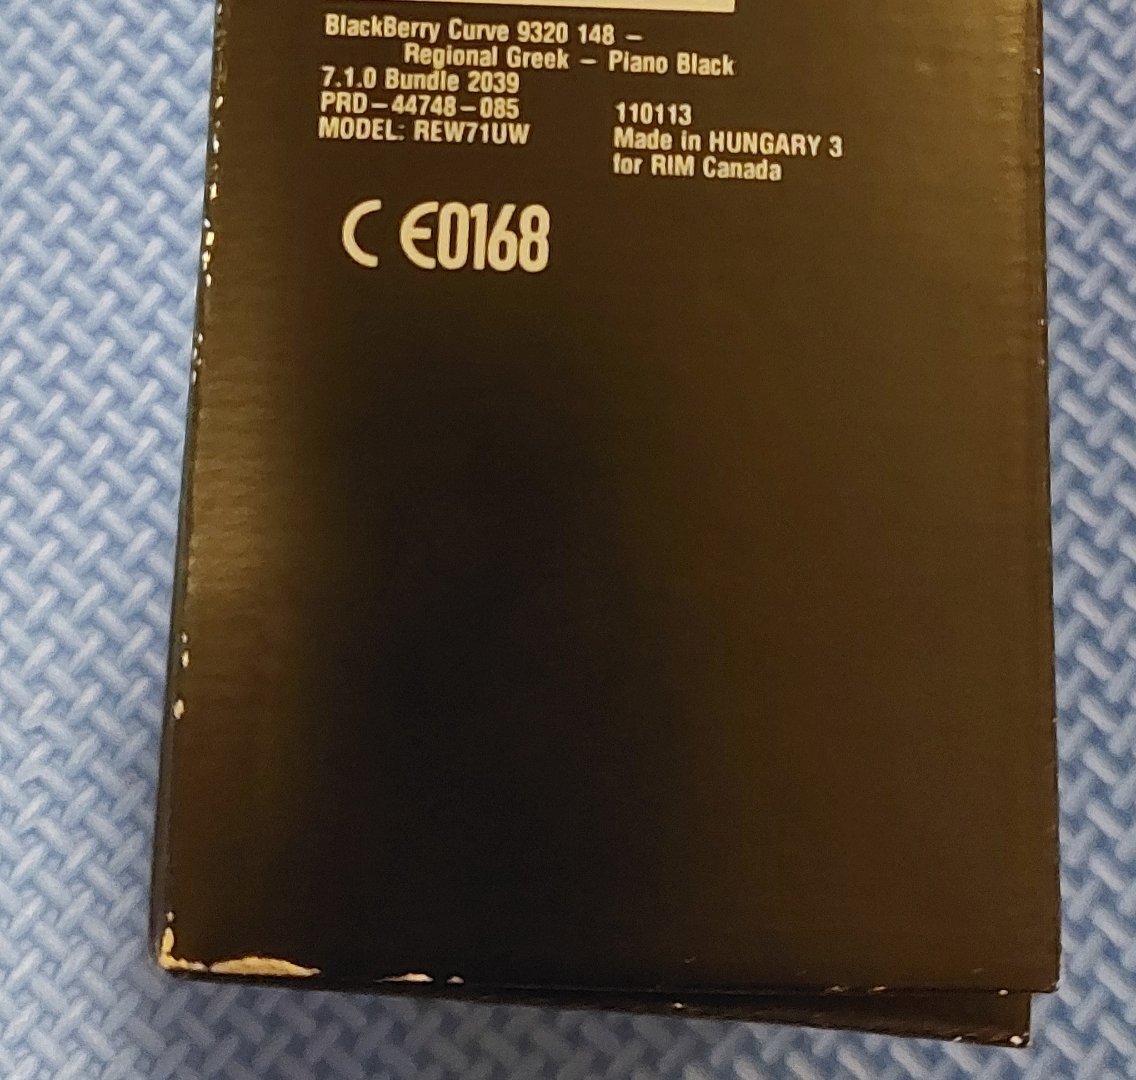 BlackBerry Curve 9320 148 –
Regional Greek – Piano Black
7.1.0 Bundle 2039
PRD–44748–085
MODEL: REW71UW
110113
Made in HUNGARY 3
for RIM Canada
CE0168